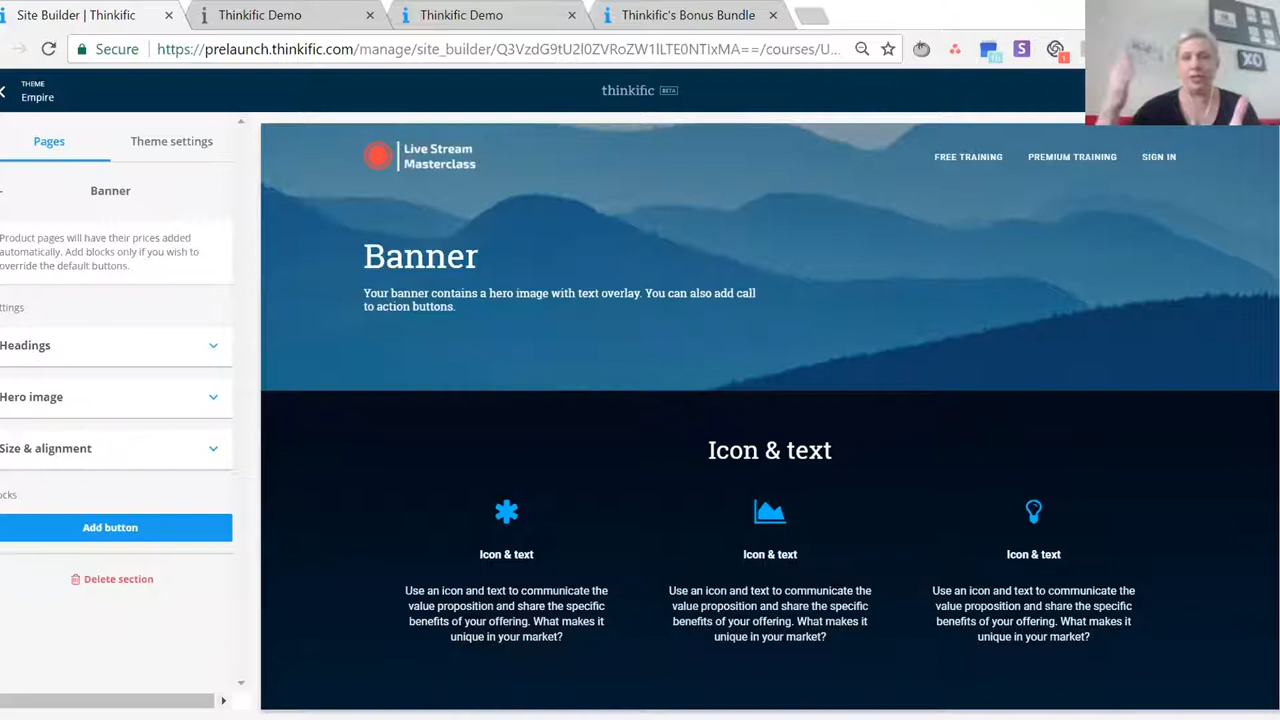 Site Builder | Thinkific
Thinkific Demo
Thinkific Demo
Thinkific's Bonus Bundle
Secure
https://prelaunch.thinkific.com/manage/site_builder/Q3VzdG9tU2l0ZVRoZW1lLTE0NTIxMA==/courses/U...
S
1
XO
THEME
Empire
thinkific BETA
Pages
Theme settings
Banner
Product pages will have their prices added
automatically. Add blocks only if you wish to
override the default buttons.
ttings
Headings
Hero image
Size & alignment
ocks
Add button
Delete section
Live Stream
Masterclass
FREE TRAINING
PREMIUM TRAINING
SIGN IN
Banner
Your banner contains a hero image with text overlay. You can also add call
to action buttons.
Icon & text
Icon & text
Use an icon and text to communicate the
value proposition and share the specific
benefits of your offering. What makes it
unique in your market?
Icon & text
Use an icon and text to communicate the
value proposition and share the specific
benefits of your offering. What makes it
unique in your market?
Icon & text
Use an icon and text to communicate the
value proposition and share the specific
benefits of your offering. What makes it
unique in your market?